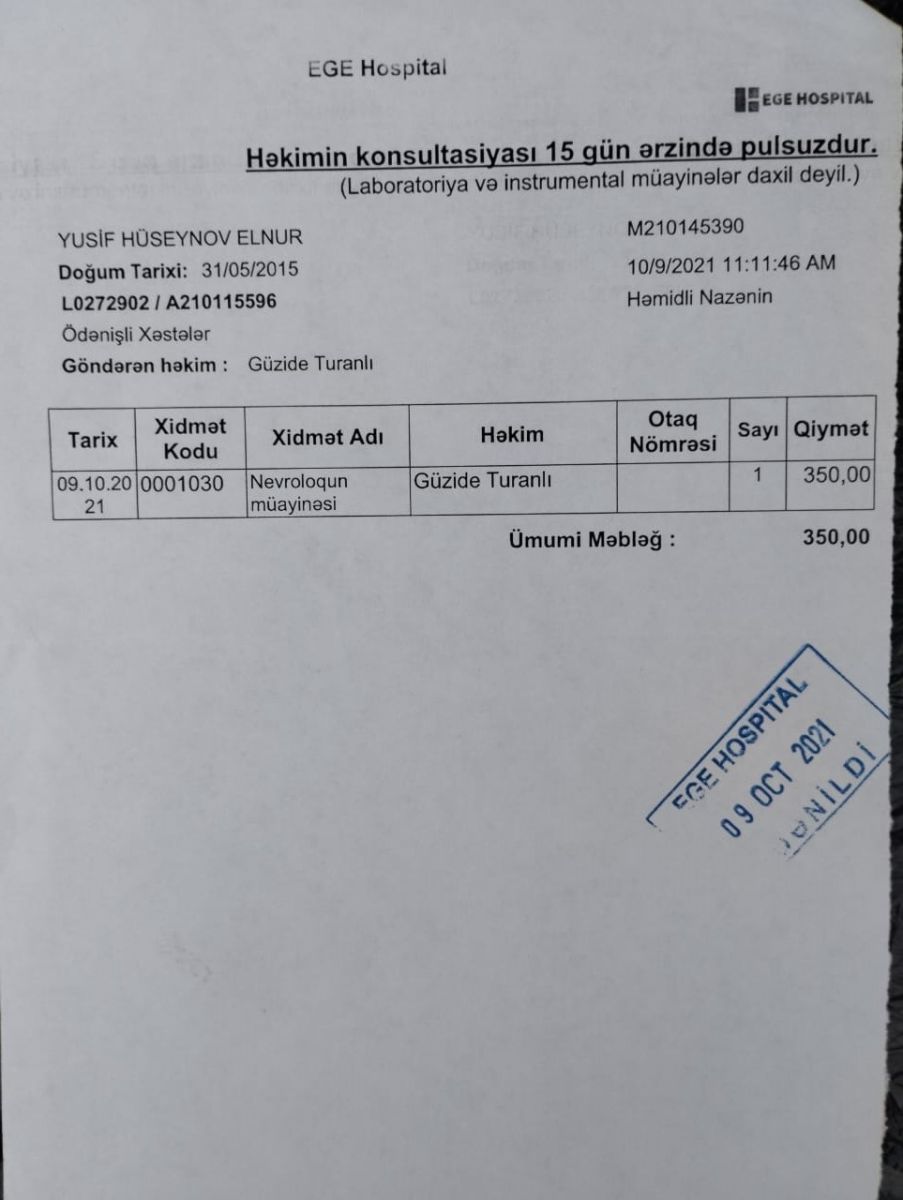 EGE Hospital
EGE HOSPITAL
Həkimin konsultasiyası 15 gün ərzində pulsuzdur.
(Laboratoriya və instrumental müayinələr daxil deyil.)
YUSİF HÜSEYNOV ELNUR
M210145390
Doğum Tarixi: 31/05/2015
10/9/2021 11:11:46 AM
L0272902 / A210115596
Həmidli Nazənin
Ödənişli Xəstələr
Göndərən həkim : Güzide Turanlı
Tarix Xidmət Kodu Xidmət Adı Həkim Otaq Nömrəsi Sayı Qiymət
09.10.2021 0001030 Nevroloqun müayinəsi Güzide Turanlı 1 350,00
Ümumi Məbləğ : 350,00
EGE HOSPITAL
09 OCT 2021